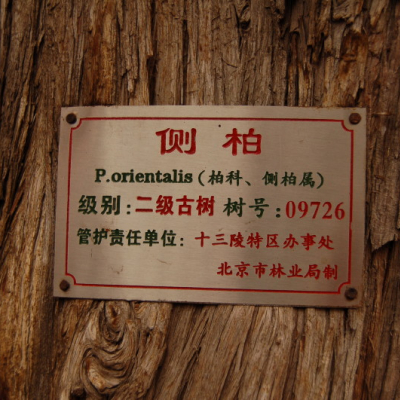 侧柏
P.orientalis(柏科、侧柏属)
级别:二级古树 树号:09726
管护责任单位:十三陵特区办事处
北京市林业局制